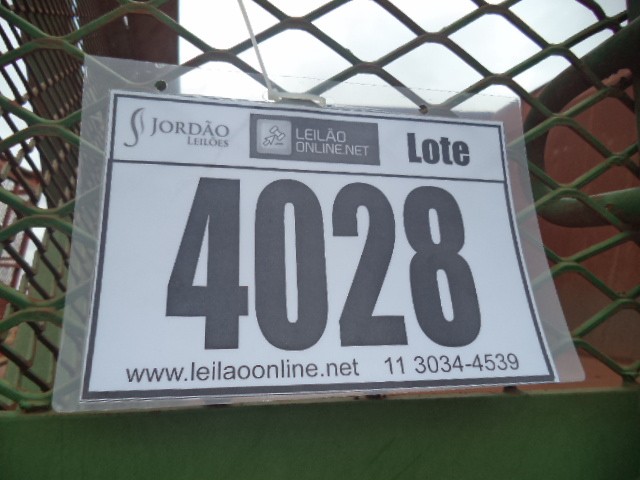 JORDÃO
LEILÕES
LEILÃO
ONLINE.NET
Lote
4028
www.leilaoonline.net 11 3034-4539